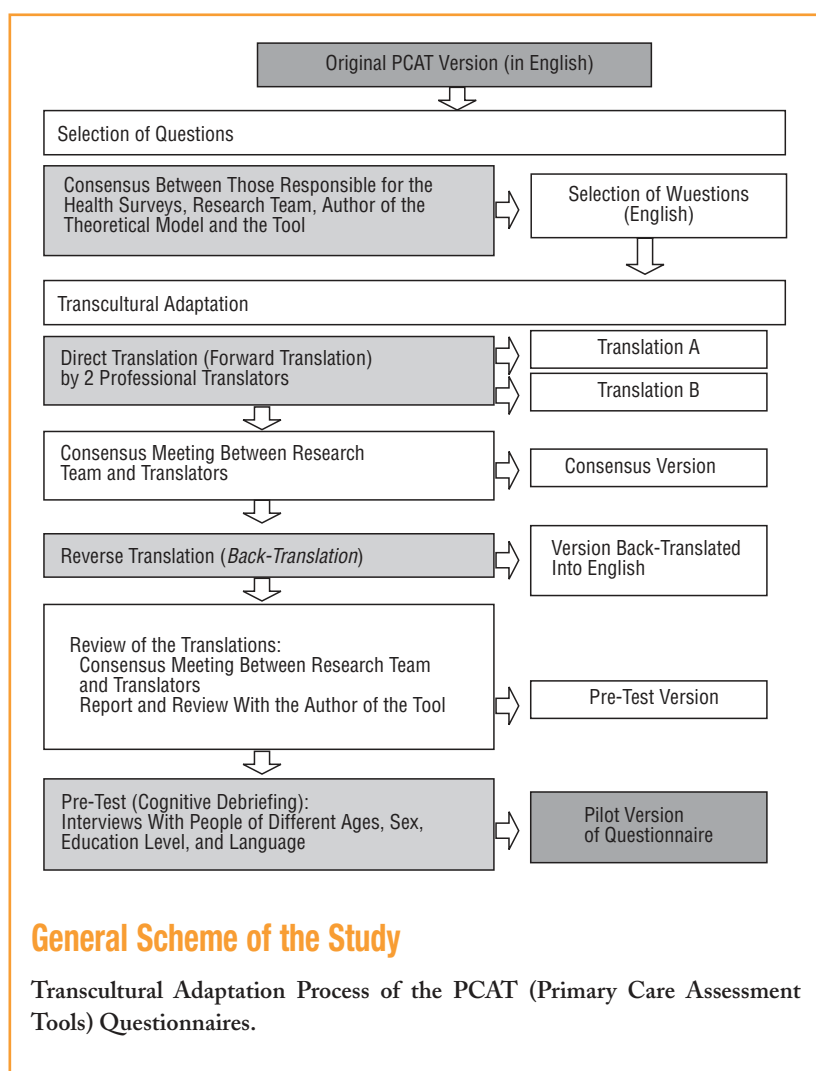 Original PCAT Version (in English)
Selection of Questions
Consensus Between Those Responsible for the
Health Surveys, Research Team, Author of the
Theoretical Model and the Tool
Selection of Wuestions
(English)
Transcultural Adaptation
Direct Translation (Forward Translation)
by 2 Professional Translators
Translation A
Translation B
Consensus Meeting Between Research
Team and Translators
Consensus Version
Reverse Translation (Back-Translation)
Version Back-Translated
Into English
Review of the Translations:
Consensus Meeting Between Research Team
and Translators
Report and Review With the Author of the Tool
Pre-Test Version
Pre-Test (Cognitive Debriefing):
Interviews With People of Different Ages, Sex,
Education Level, and Language
Pilot Version
of Questionnaire
General Scheme of the Study
Transcultural Adaptation Process of the PCAT (Primary Care Assessment
Tools) Questionnaires.